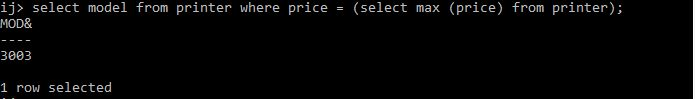 ij> select model from printer where price = (select max (price) from printer);
MOD&
----
3003
1 row selected